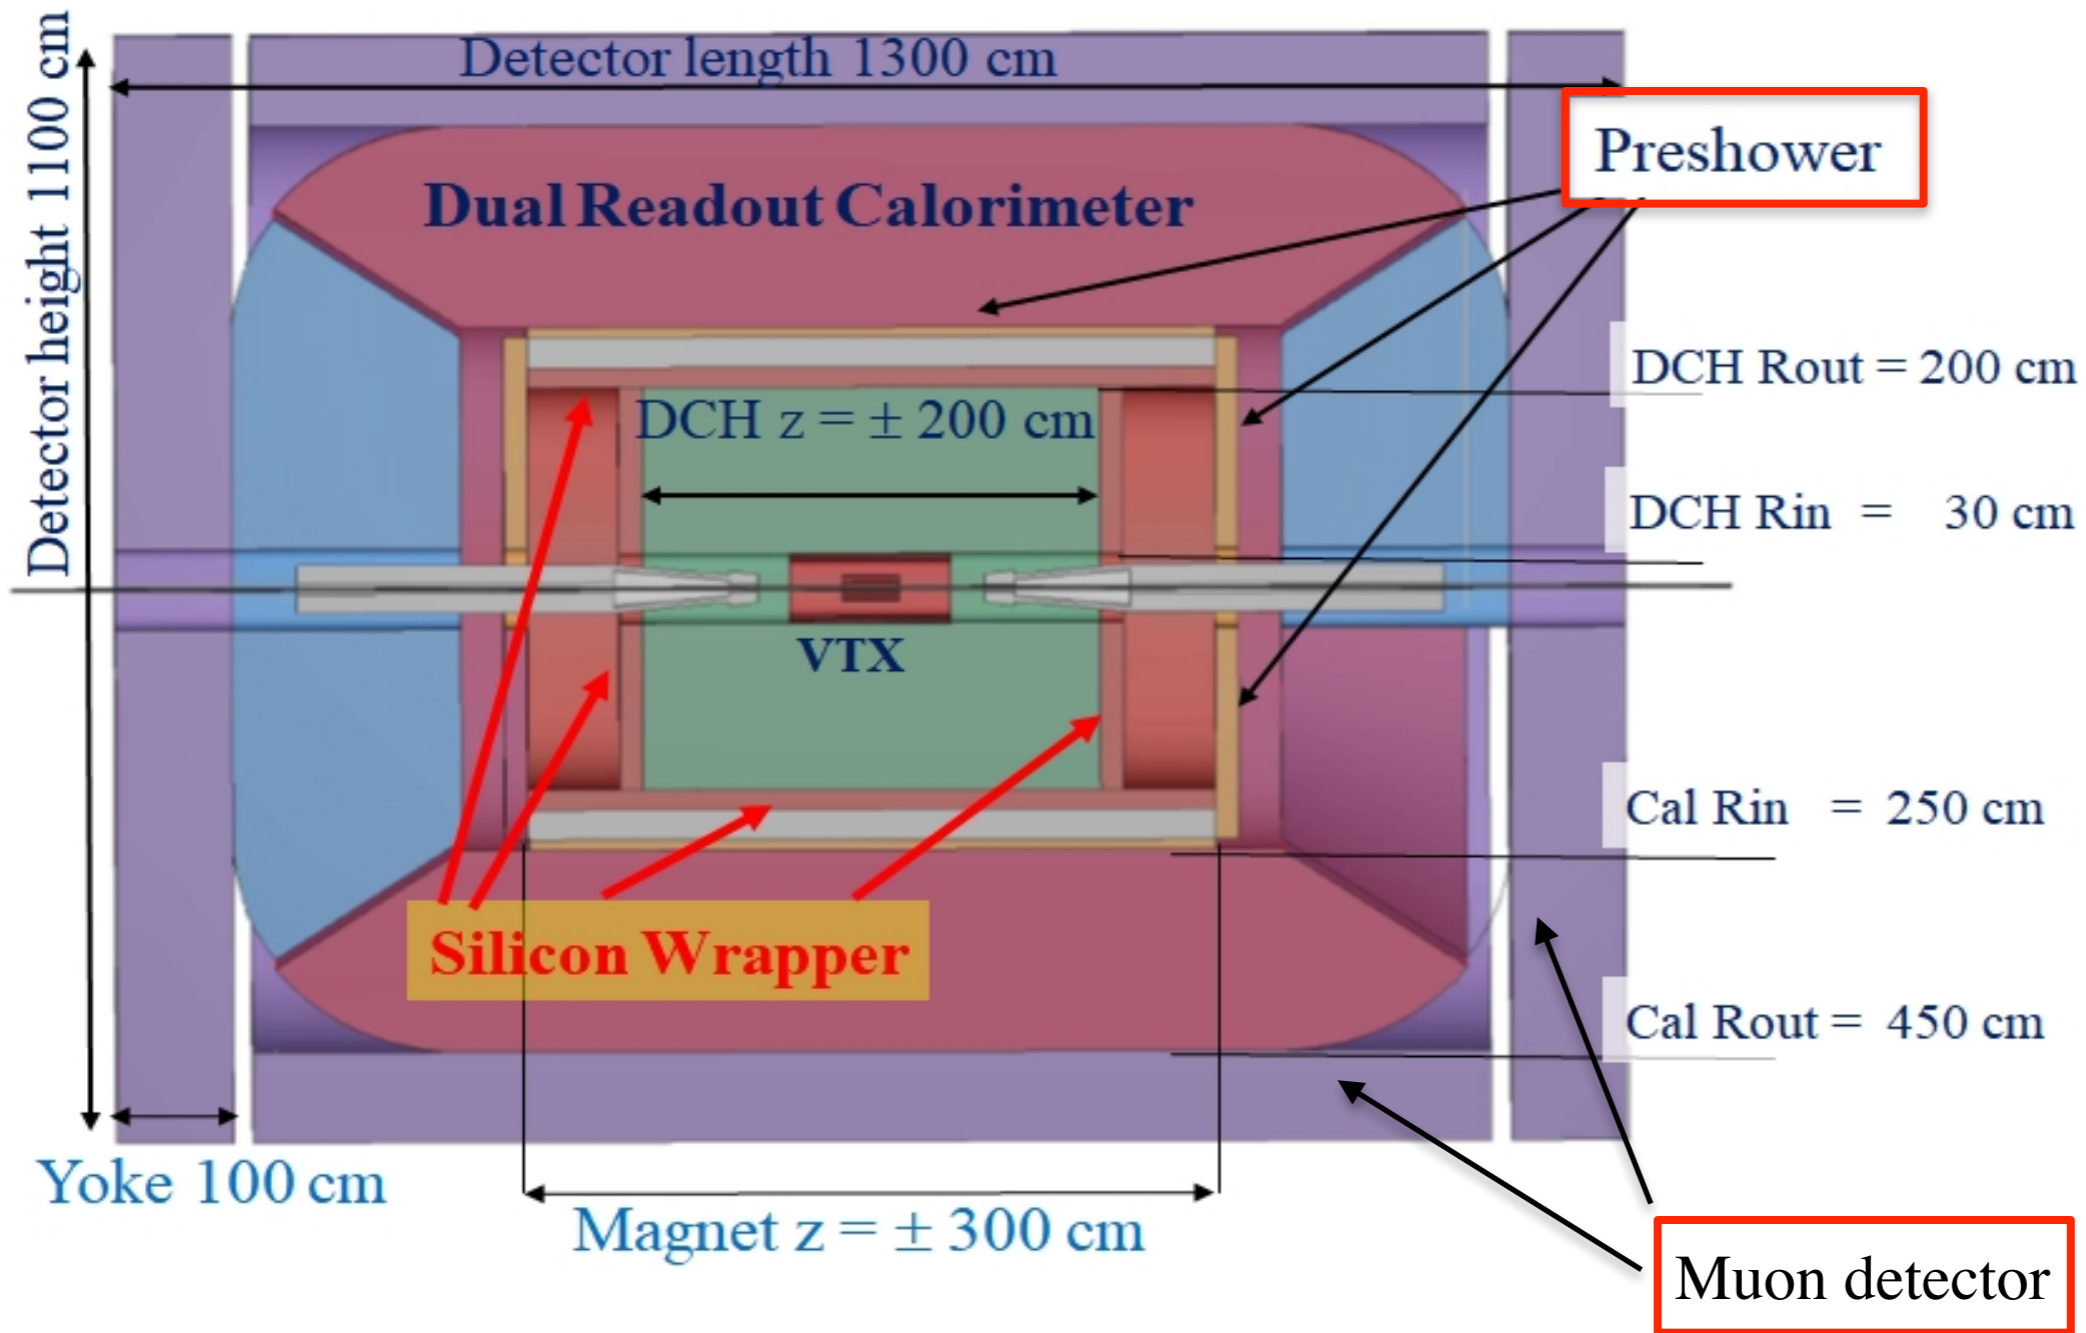 Detector height 1100 cm
Detector length 1300 cm
Preshower
Dual Readout Calorimeter
DCH Rout = 200 cm
DCH z = ± 200 cm
DCH Rin = 30 cm
VTX
Cal Rin = 250 cm
Silicon Wrapper
Cal Rout = 450 cm
Yoke 100 cm
Magnet z = ± 300 cm
Muon detector